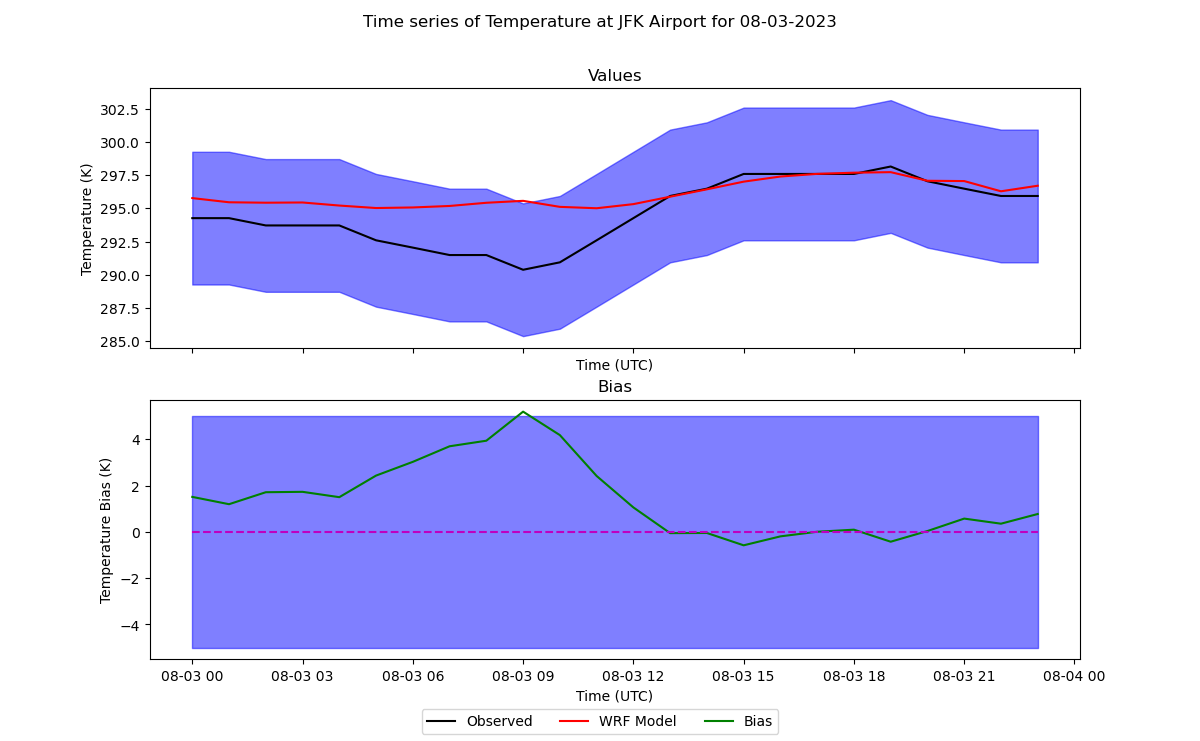 Time series of Temperature at JFK Airport for 08-03-2023
Values
Temperature (K)
302.5
300.0
297.5
295.0
292.5
290.0
287.5
285.0
Time (UTC)
Bias
Temperature Bias (K)
4
2
0
−2
−4
08-03 00 08-03 03 08-03 06 08-03 09 08-03 12 08-03 15 08-03 18 08-03 21 08-04 00
Time (UTC)
Observed WRF Model Bias